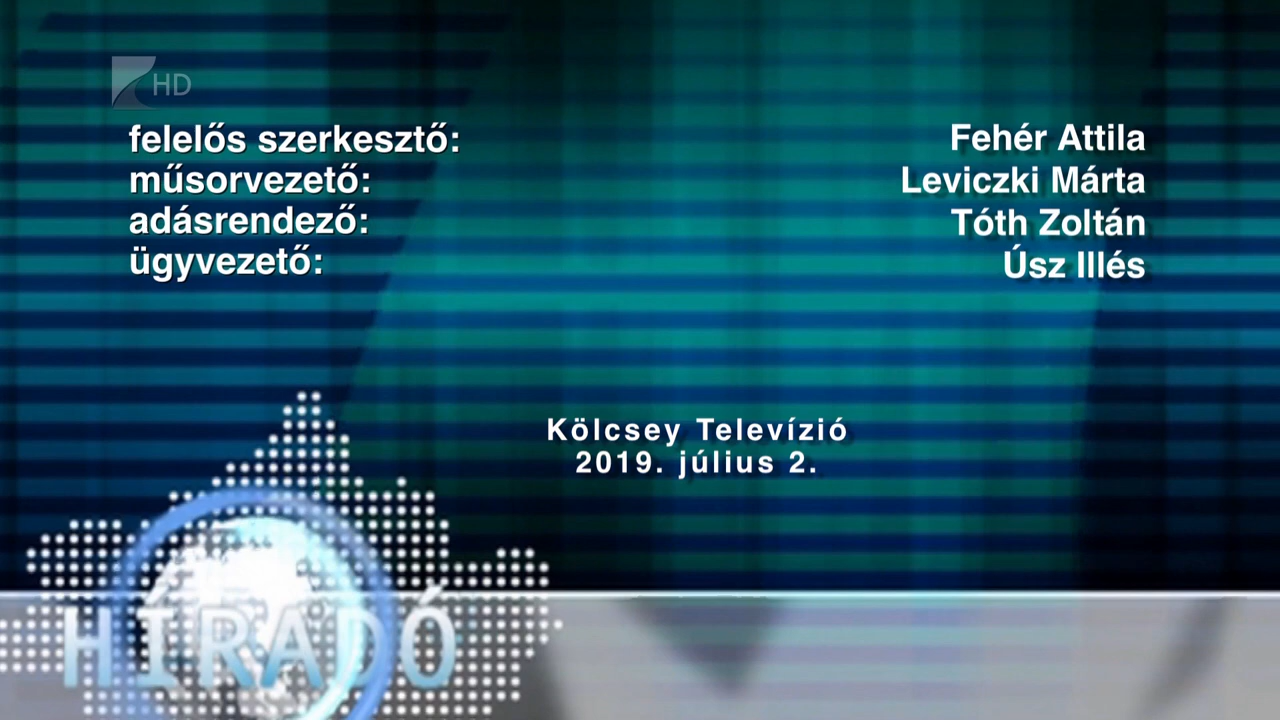 HD
felelős szerkesztő: Fehér Attila
műsorvezető: Leviczki Márta
adásrendező: Tóth Zoltán
ügyvezető: Úsz Illés
Kölcsey Televízió
2019. július 2.
HÍRADÓ